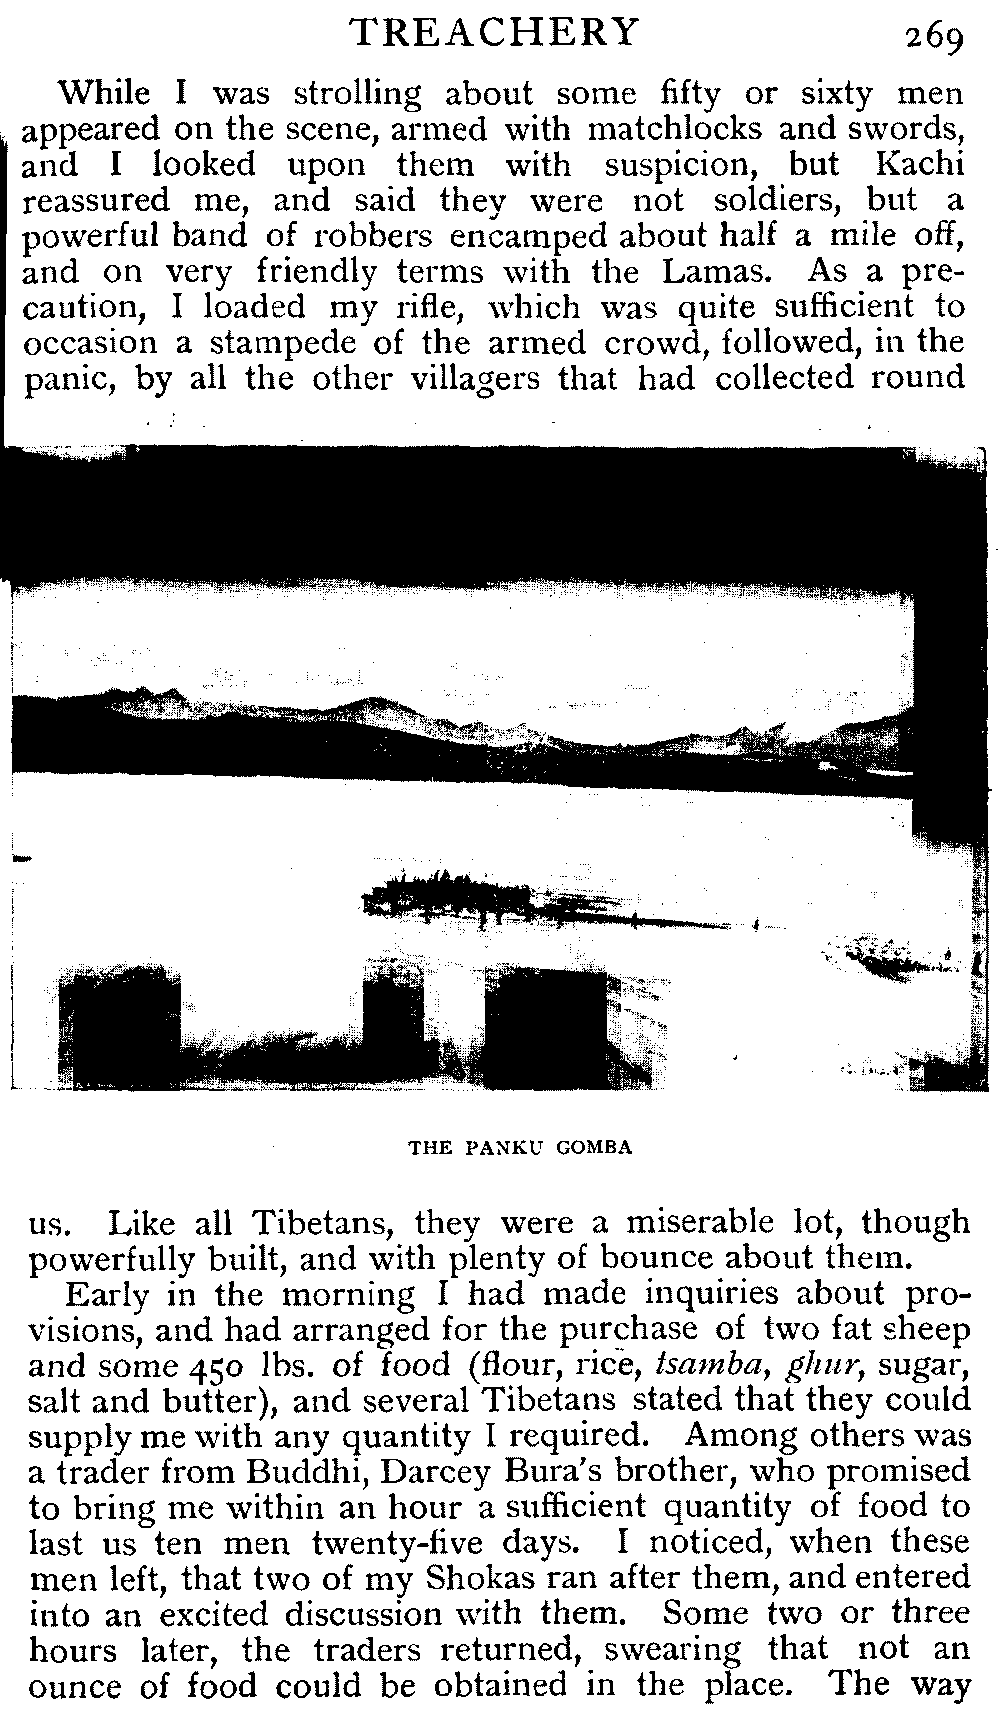 TREACHERY 269
While I was strolling about some fifty or sixty men
appeared on the scene, armed with matchlocks and swords,
and I looked upon them with suspicion, but Kachi
reassured me, and said they were not soldiers, but a
powerful band of robbers encamped about half a mile off,
and on very friendly terms with the Lamas. As a pre-
caution, I loaded my rifle, which was quite sufficient to
occasion a stampede of the armed crowd, followed, in the
panic, by all the other villagers that had collected round
THE PANKU GOMBA
us. Like all Tibetans, they were a miserable lot, though
powerfully built, and with plenty of bounce about them.
Early in the morning I had made inquiries about pro-
visions, and had arranged for the purchase of two fat sheep
and some 450 lbs. of food (flour, rice, tsamba, ghur, sugar,
salt and butter), and several Tibetans stated that they could
supply me with any quantity I required. Among others was
a trader from Buddhi, Darcey Bura's brother, who promised
to bring me within an hour a sufficient quantity of food to
last us ten men twenty-five days. I noticed, when these
men left, that two of my Shokas ran after them, and entered
into an excited discussion with them. Some two or three
hours later, the traders returned, swearing that not an
ounce of food could be obtained in the place. The way